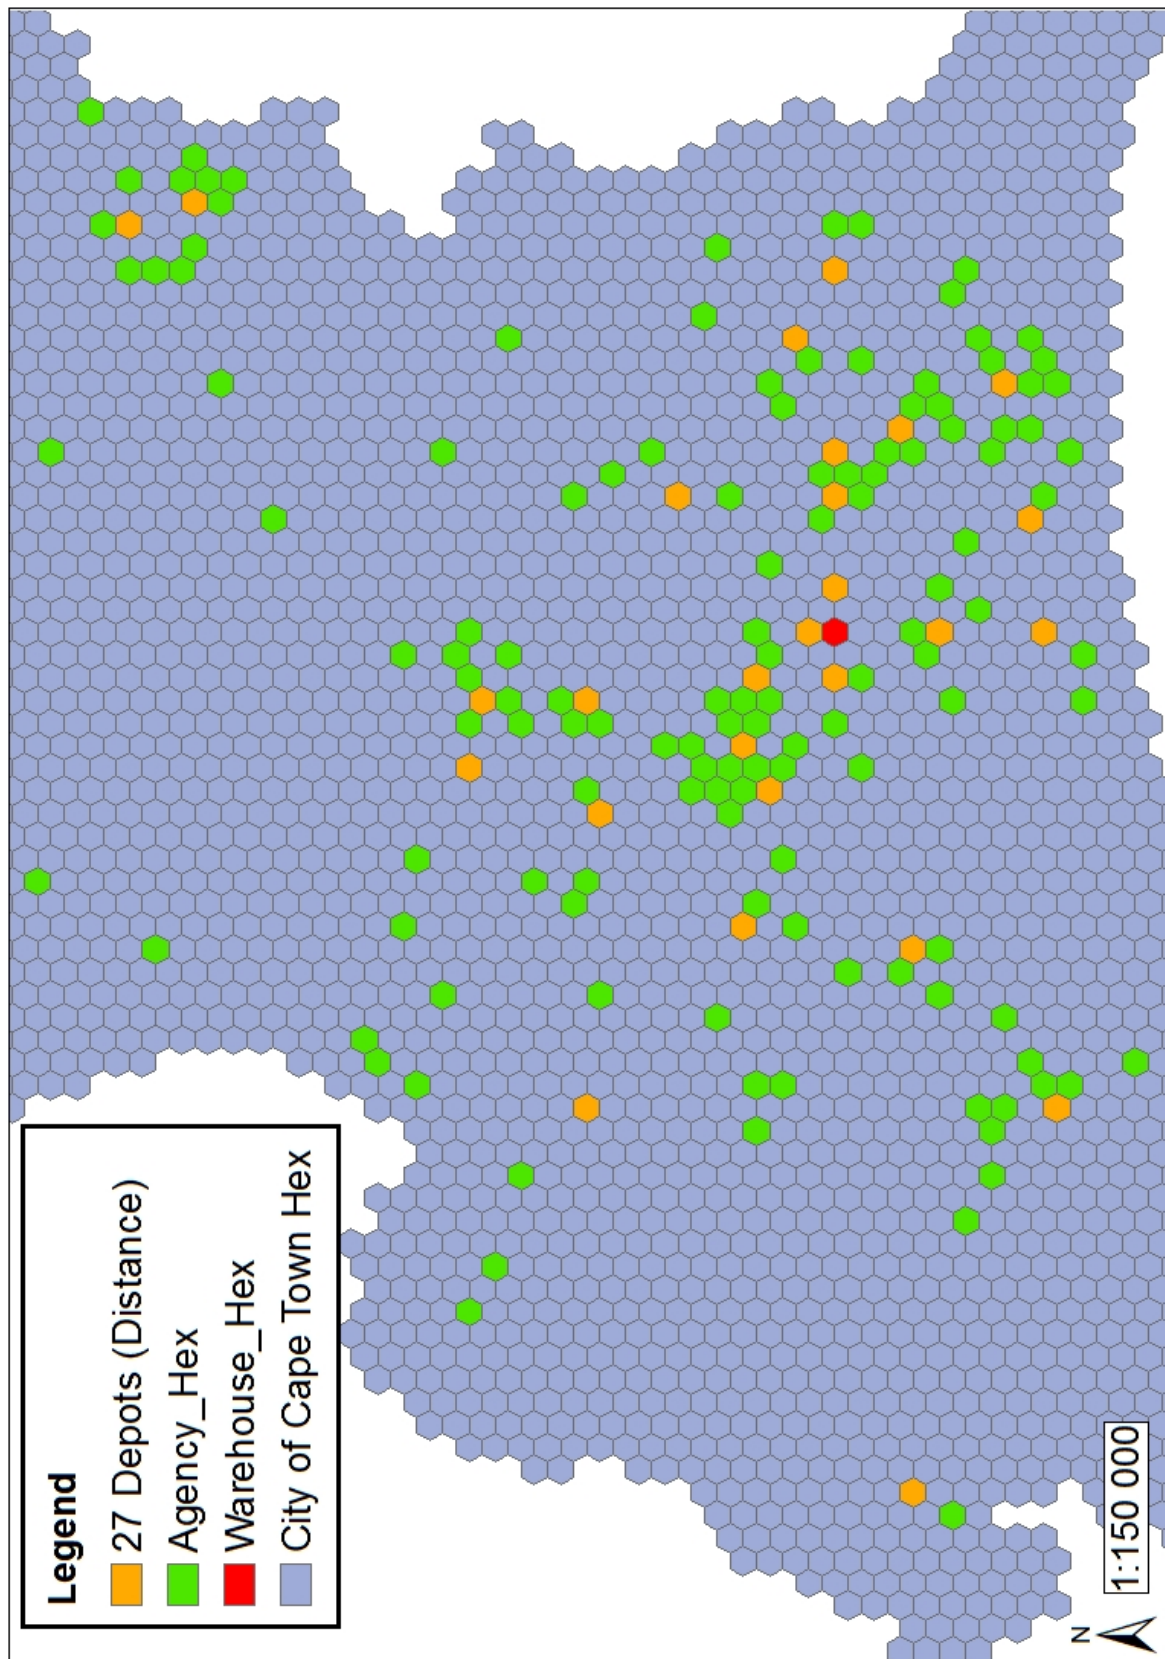 Legend
27 Depots (Distance)
Agency_Hex
Warehouse_Hex
City of Cape Town Hex
N
1:150 000